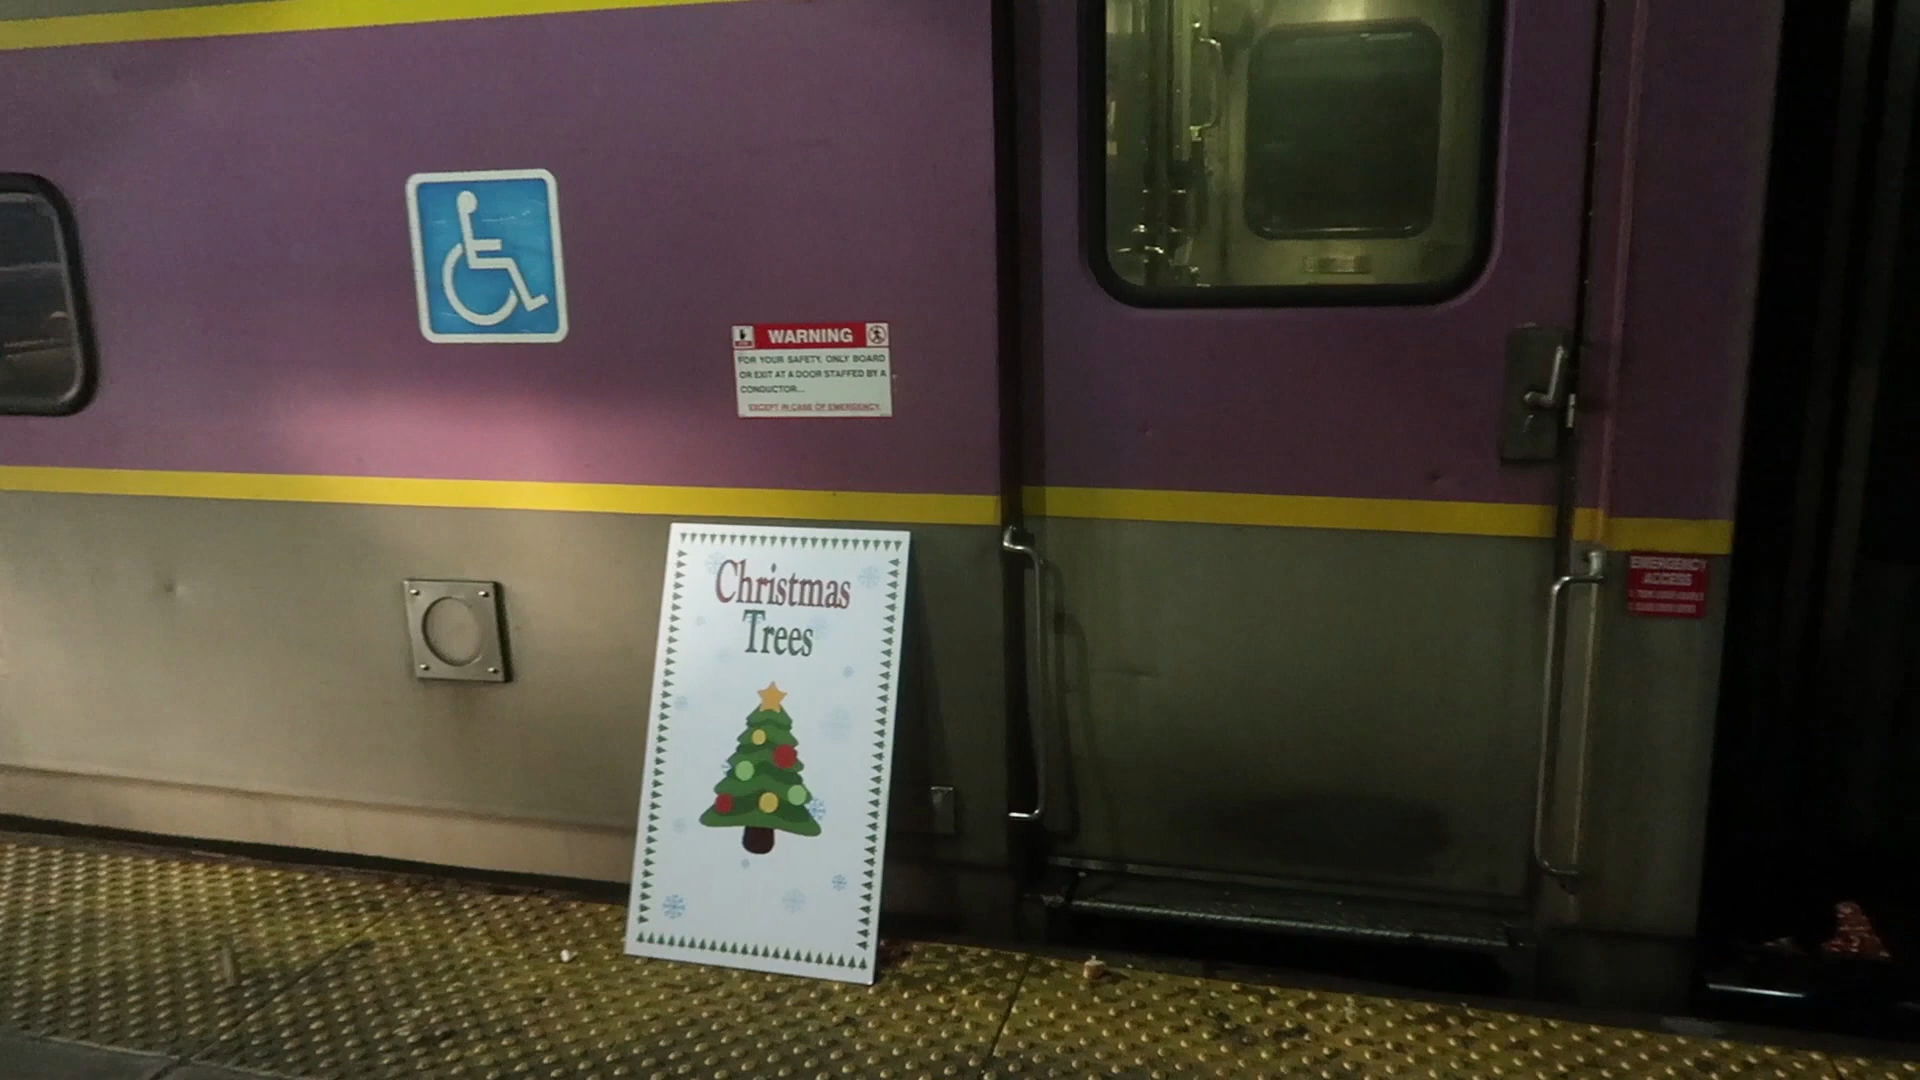 WARNING
FOR YOUR SAFETY, ONLY BOARD
OR EXIT AT A DOOR STAFFED BY A
CONDUCTOR...
EXCEPT IN CASE OF EMERGENCY.
Christmas
Trees
EMERGENCY
ACCESS